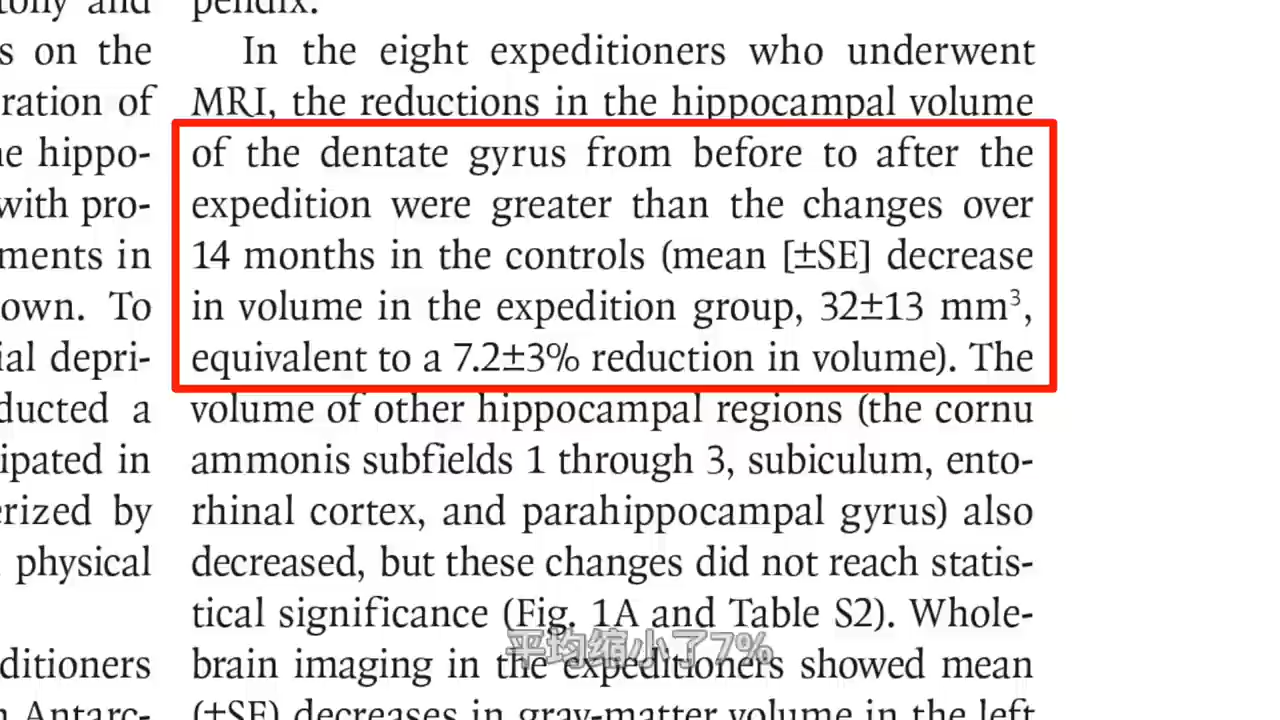 tony and
s on the
ration of
ne hippo-
with pro-
ments in
own. To
ial depri-
ducted a
ipated in
erized by
physical
ditioners
n Antarc-
pendix.
In the eight expeditioners who underwent
MRI, the reductions in the hippocampal volume
of the dentate gyrus from before to after the
expedition were greater than the changes over
14 months in the controls (mean [±SE] decrease
in volume in the expedition group, 32±13 mm³,
equivalent to a 7.2±3% reduction in volume). The
volume of other hippocampal regions (the cornu
ammonis subfields 1 through 3, subiculum, ento-
rhinal cortex, and parahippocampal gyrus) also
decreased, but these changes did not reach statis-
tical significance (Fig. 1A and Table S2). Whole-
brain imaging in the expeditioners showed mean
(±SE) decreases in gray-matter volume in the left
平均缩小了7%